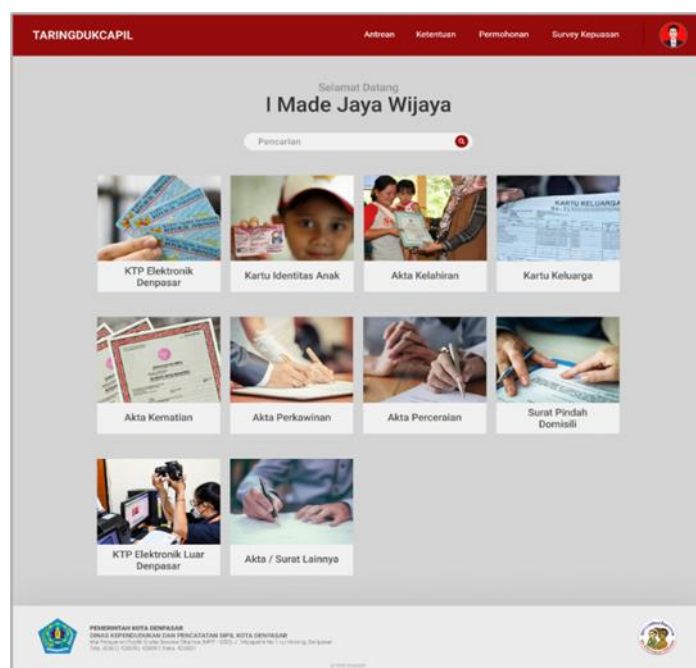 TARINGDUKCAPIL
Antrean Ketentuan Permohonan Survey Kepuasan
Selamat Datang
I Made Jaya Wijaya
Pencarian
KARTU KELUARGA
KTP Elektronik
Denpasar
Kartu Identitas Anak
Akta Kelahiran
Kartu Keluarga
Akta Kematian
Akta Perkawinan
Akta Perceraian
Surat Pindah
Domisili
KTP Elektronik Luar
Denpasar
Akta / Surat Lainnya
PEMERINTAH KOTA DENPASAR
DINAS KEPENDUDUKAN DAN PENCATATAN SIPIL KOTA DENPASAR